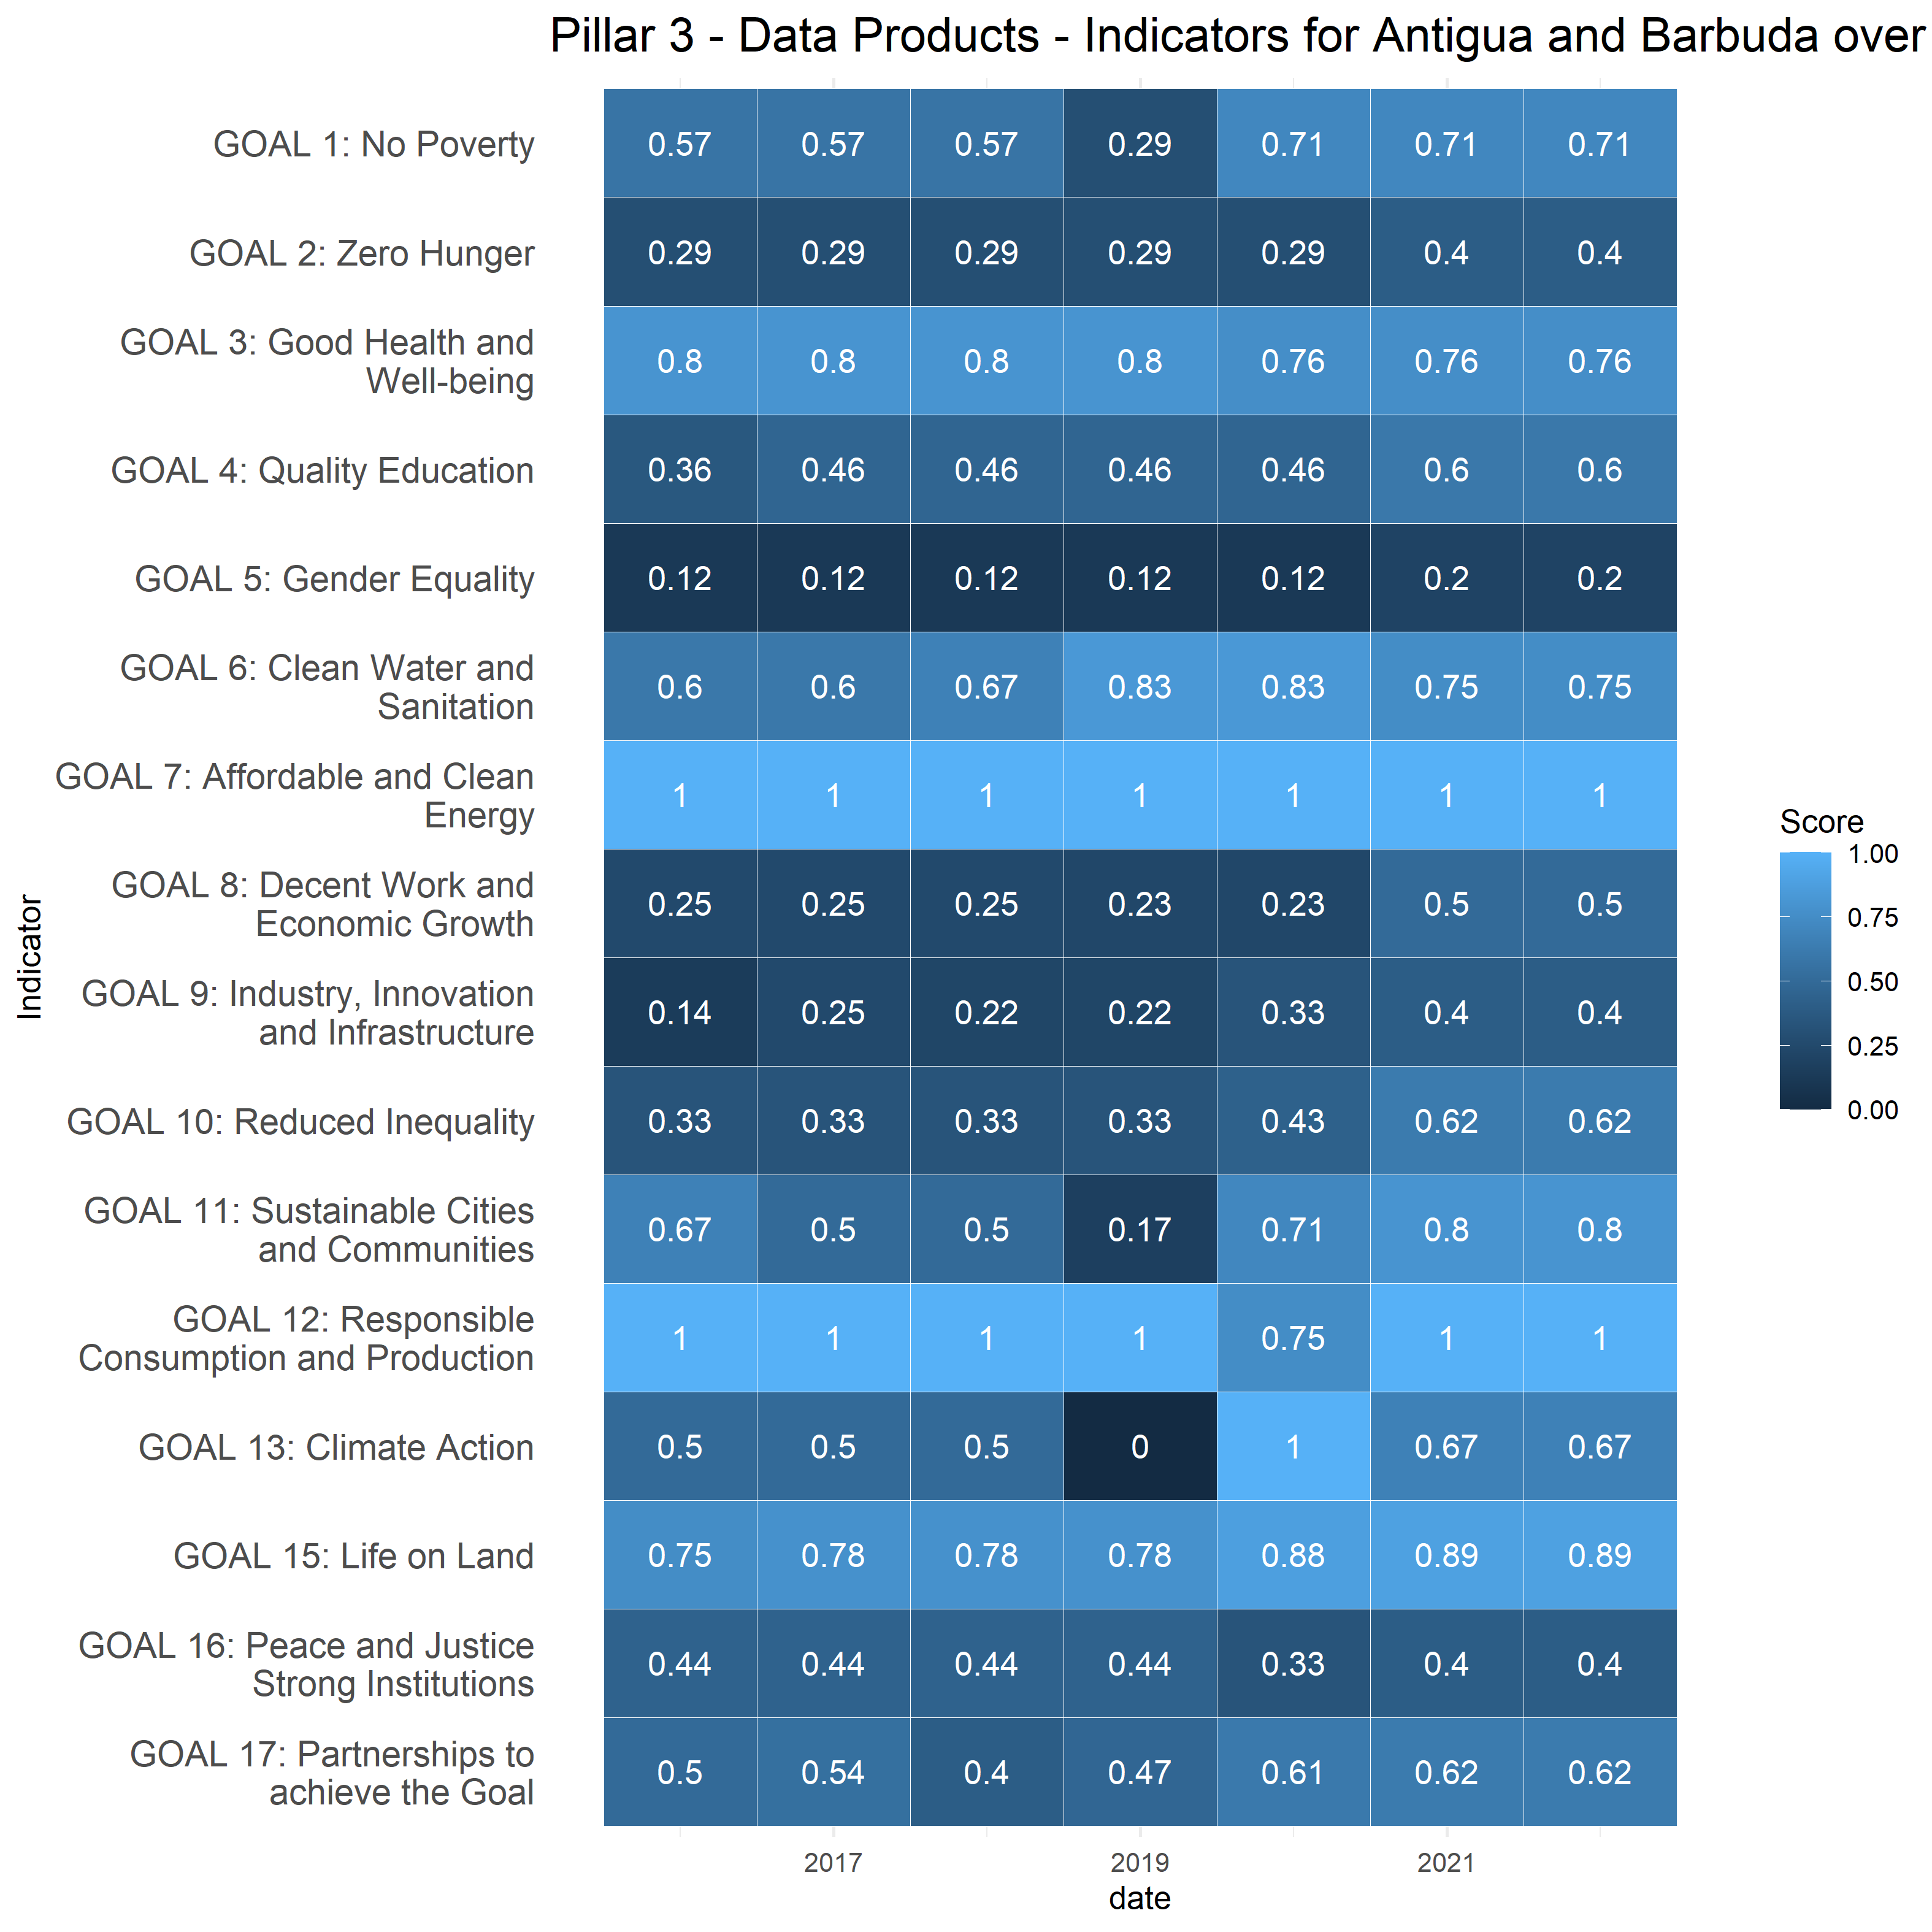 Pillar 3 - Data Products - Indicators for Antigua and Barbuda over
GOAL 1: No Poverty
0.57 0.57 0.57 0.29 0.71 0.71 0.71
GOAL 2: Zero Hunger
0.29 0.29 0.29 0.29 0.29 0.4 0.4
GOAL 3: Good Health and
Well-being
0.8 0.8 0.8 0.8 0.76 0.76 0.76
GOAL 4: Quality Education
0.36 0.46 0.46 0.46 0.46 0.6 0.6
GOAL 5: Gender Equality
0.12 0.12 0.12 0.12 0.12 0.2 0.2
GOAL 6: Clean Water and
Sanitation
0.6 0.6 0.67 0.83 0.83 0.75 0.75
GOAL 7: Affordable and Clean
Energy
1 1 1 1 1 1 1
GOAL 8: Decent Work and
Economic Growth
0.25 0.25 0.25 0.23 0.23 0.5 0.5
GOAL 9: Industry, Innovation
and Infrastructure
0.14 0.25 0.22 0.22 0.33 0.4 0.4
GOAL 10: Reduced Inequality
0.33 0.33 0.33 0.33 0.43 0.62 0.62
GOAL 11: Sustainable Cities
and Communities
0.67 0.5 0.5 0.17 0.71 0.8 0.8
GOAL 12: Responsible
Consumption and Production
1 1 1 1 0.75 1 1
GOAL 13: Climate Action
0.5 0.5 0.5 0 1 0.67 0.67
GOAL 15: Life on Land
0.75 0.78 0.78 0.78 0.88 0.89 0.89
GOAL 16: Peace and Justice
Strong Institutions
0.44 0.44 0.44 0.44 0.33 0.4 0.4
GOAL 17: Partnerships to
achieve the Goal
0.5 0.54 0.4 0.47 0.61 0.62 0.62
2017 2019 2021
date
Indicator
Score
1.00
0.75
0.50
0.25
0.00